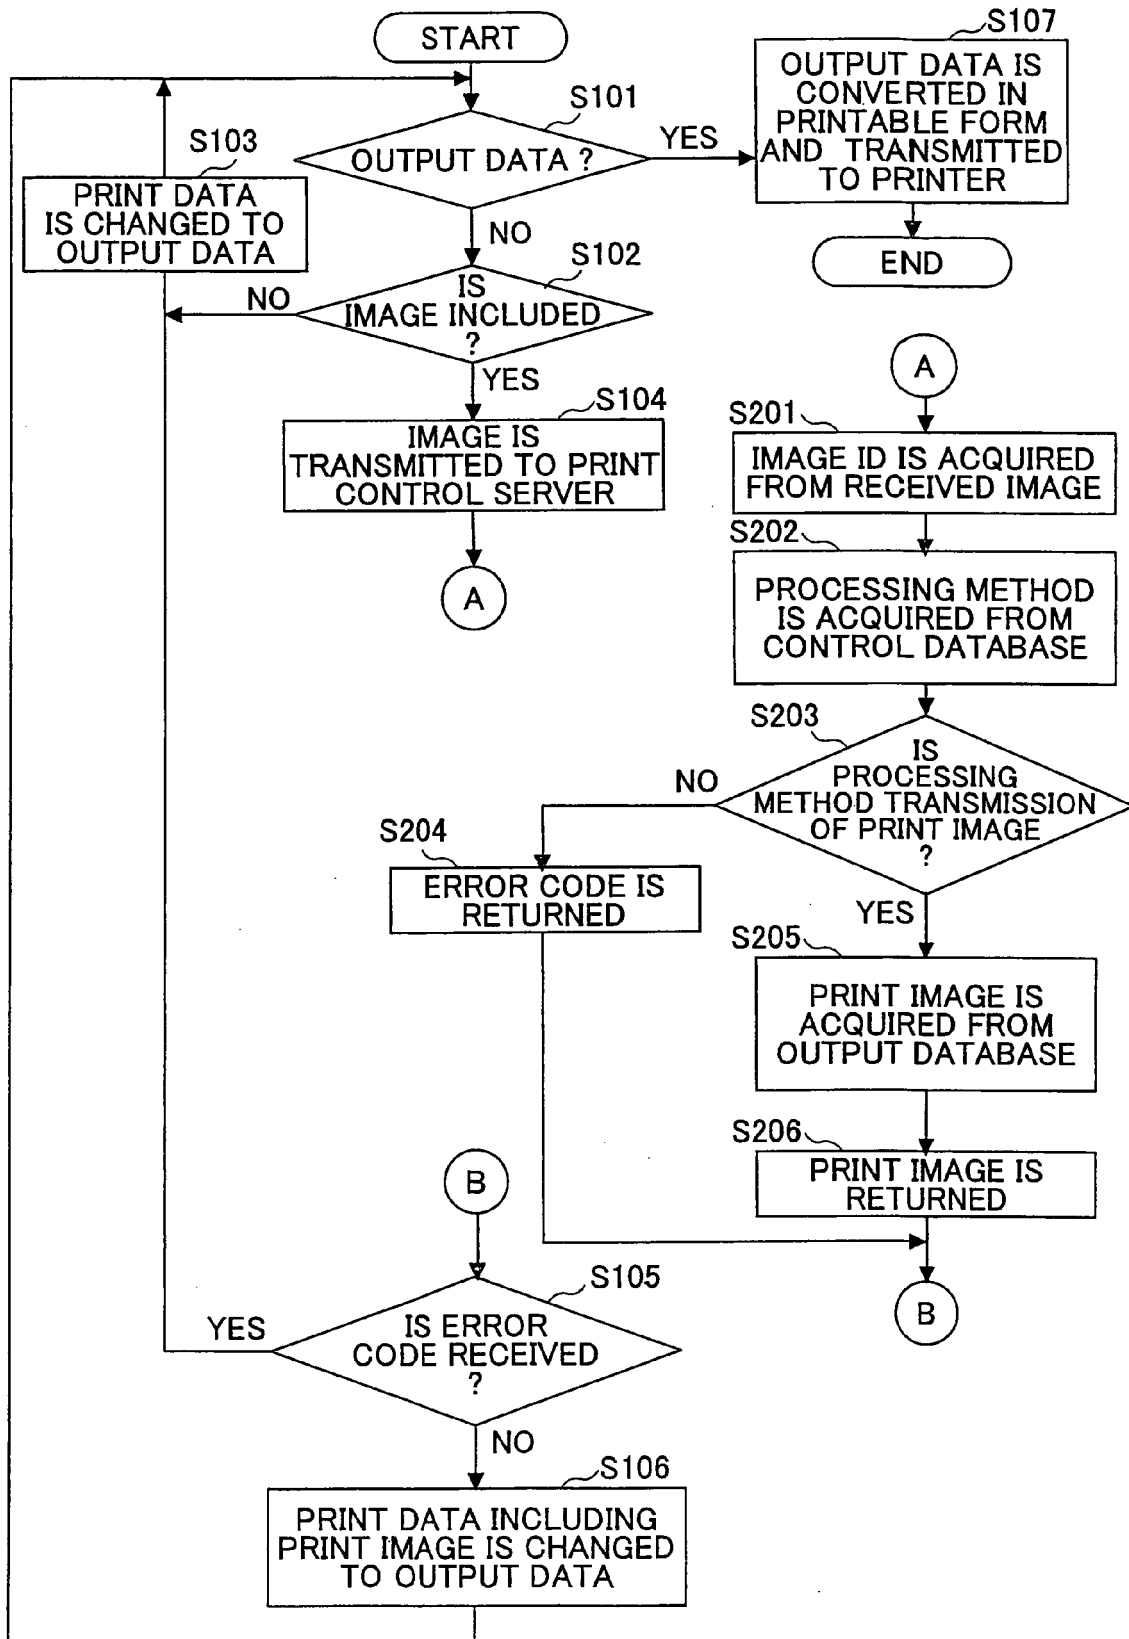 START
S107
OUTPUT DATA IS
CONVERTED IN
PRINTABLE FORM
AND TRANSMITTED
TO PRINTER
S101
OUTPUT DATA ?
YES
S103
PRINT DATA
IS CHANGED TO
OUTPUT DATA
NO
END
S102
IS
IMAGE INCLUDED
?
NO
YES
S104
IMAGE IS
TRANSMITTED TO PRINT
CONTROL SERVER
A
A
S201
IMAGE ID IS ACQUIRED
FROM RECEIVED IMAGE
S202
PROCESSING METHOD
IS ACQUIRED FROM
CONTROL DATABASE
S203
IS
PROCESSING
METHOD TRANSMISSION
OF PRINT IMAGE
?
NO
S204
ERROR CODE IS
RETURNED
YES
S205
PRINT IMAGE IS
ACQUIRED FROM
OUTPUT DATABASE
S206
PRINT IMAGE IS
RETURNED
B
B
S105
IS ERROR
CODE RECEIVED
?
YES
NO
S106
PRINT DATA INCLUDING
PRINT IMAGE IS CHANGED
TO OUTPUT DATA